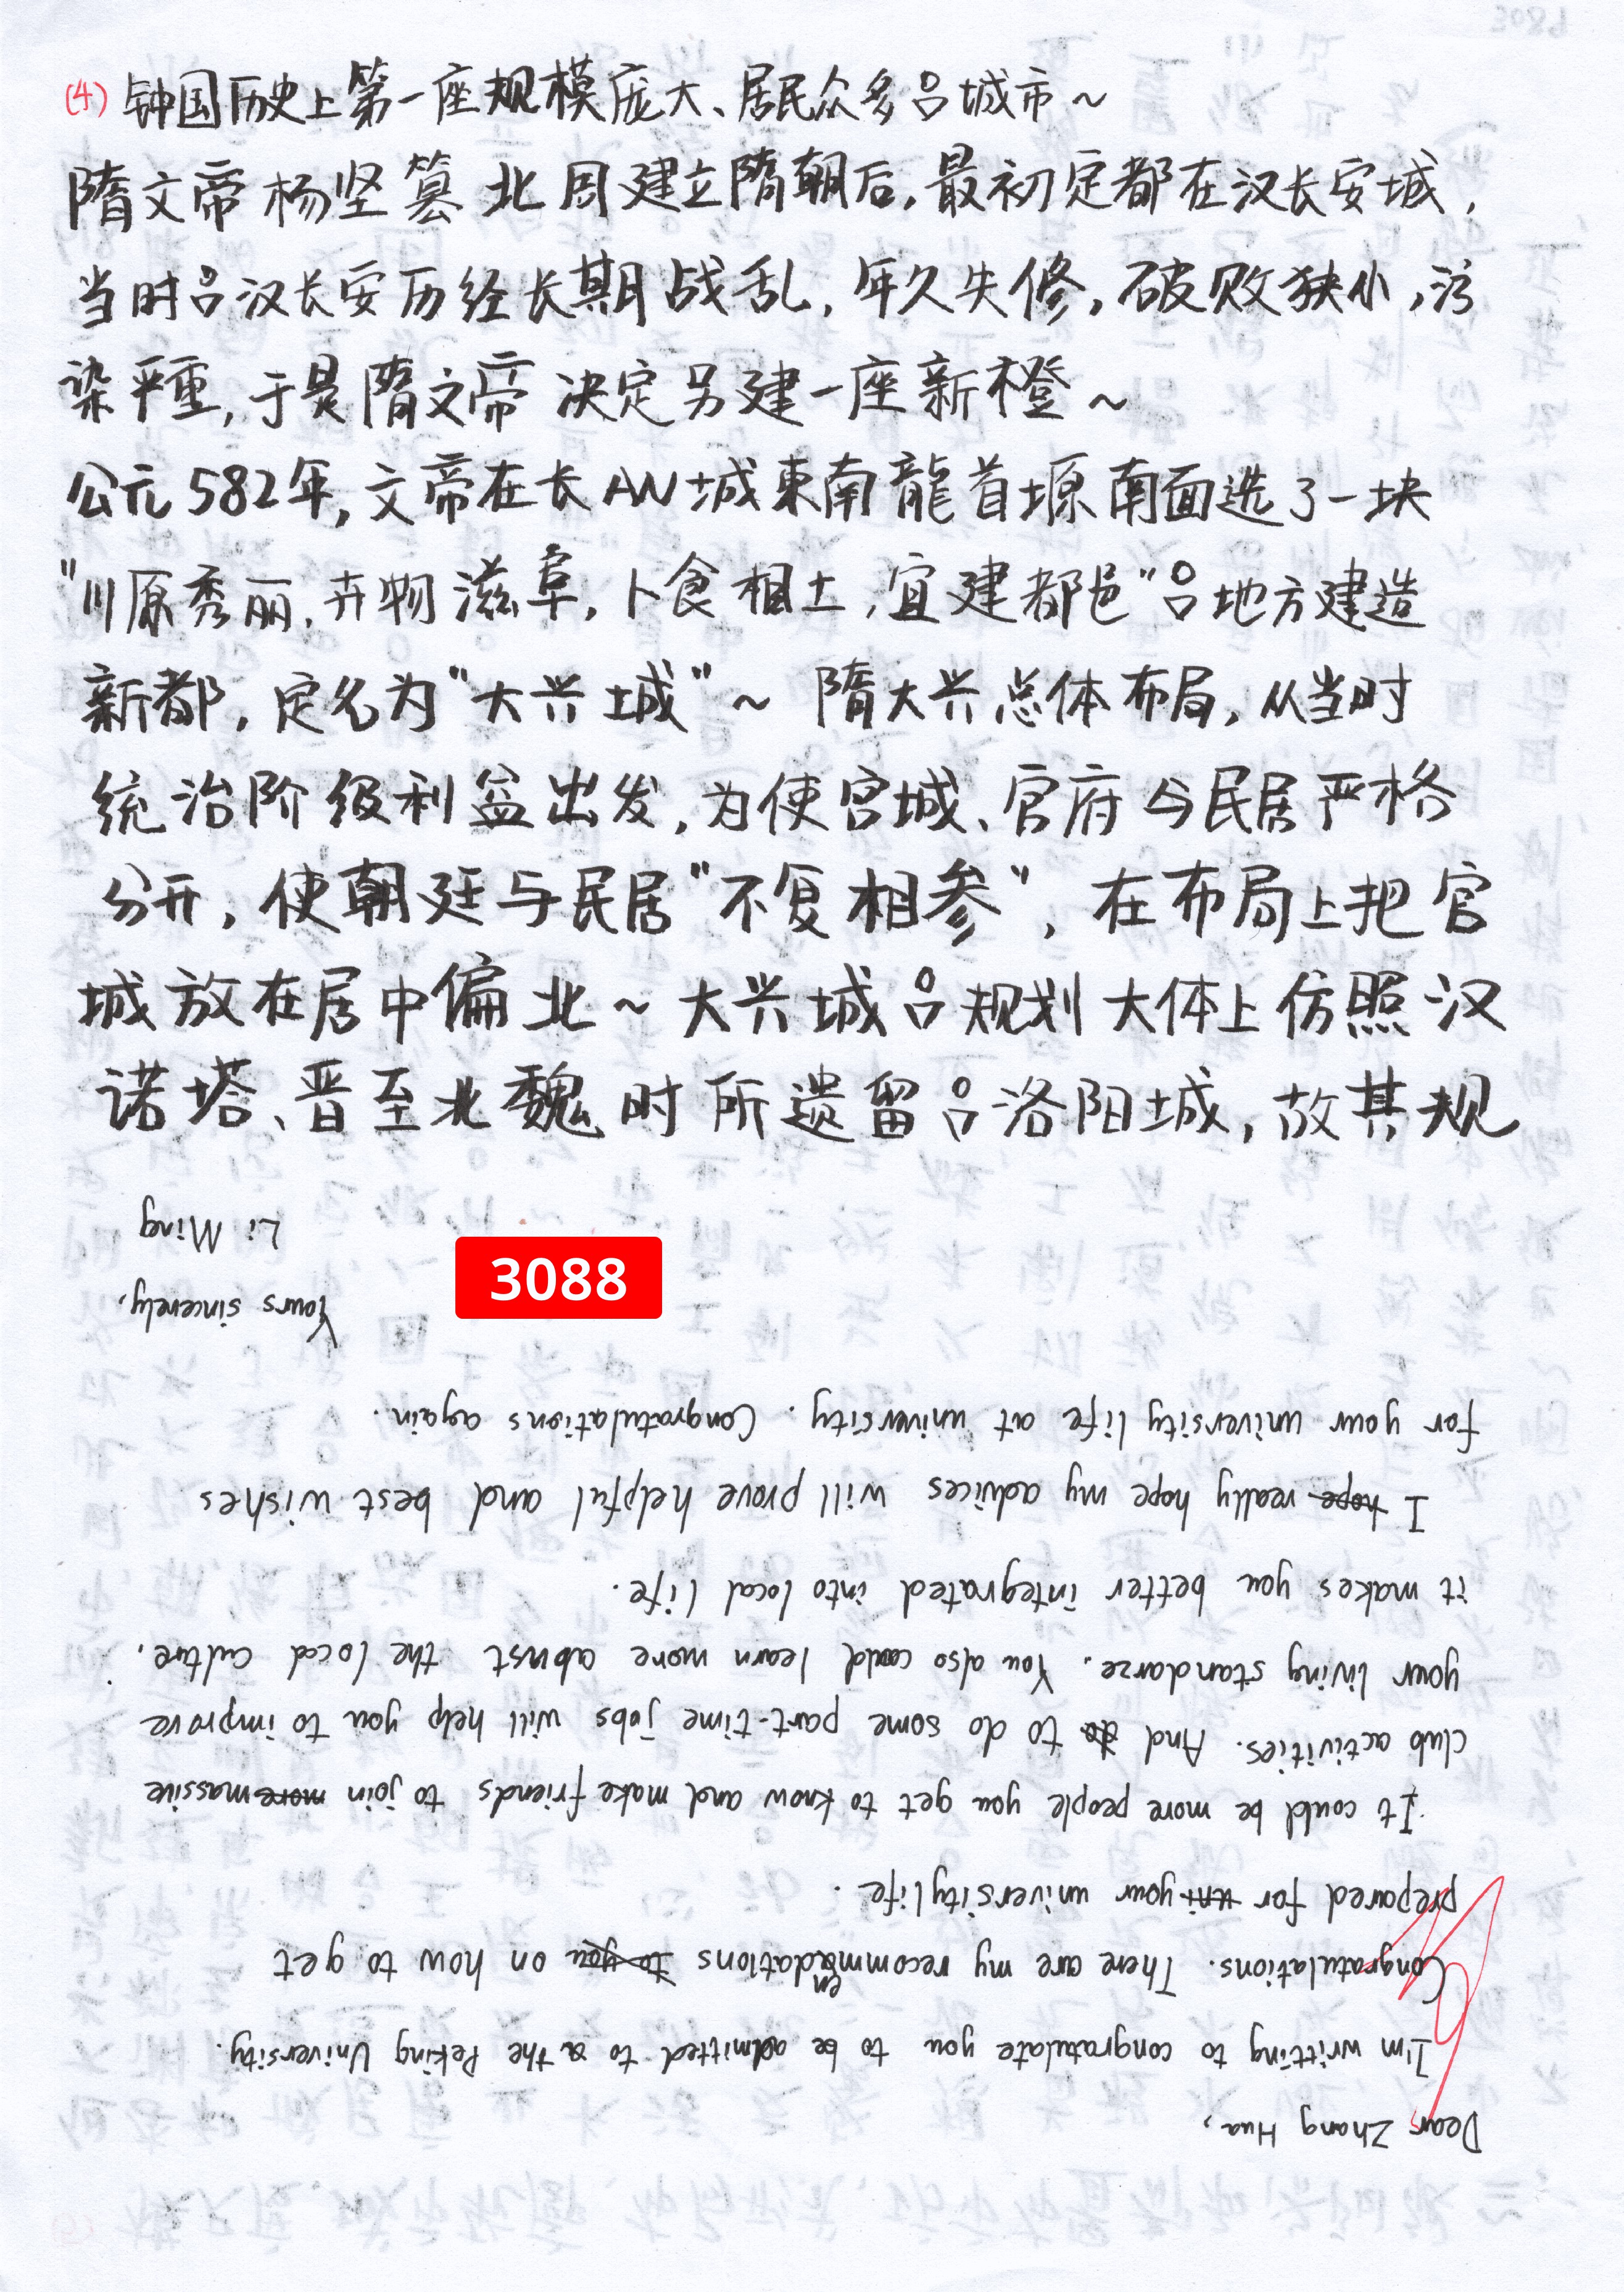 (4) 钟国历史上第一座规模庞大、居民众多吕城市~
隋文帝杨坚篡北周建立隋朝后,最初定都在汉长安城,
当时吕汉长安历经长期战乱,年久失修,破败狭小,污
染严重,于是隋文帝决定另建一座新橙~
公元582年,文帝在长AN城東南龍首塬南面选了一块
"川原秀丽,卉物滋阜,卜食相土,宜建都邑"吕地方建造
新都,定名为"大兴城"~ 隋大兴总体布局,从当时
统治阶级利益出发,为使宫城、官府与民居严格
分开,使朝廷与民居"不复相参",在布局上把官
城放在居中偏北~大兴城吕规划大体上仿照汉
诺塔、晋至北魏时所遗留吕洛阳城,故其规
3088
Dear Zhang Hua,
I'm writting to congratulate you to be admitted to the Peking University.
Congratulations. There are my recommendations on how to get
prepared for your university life.
It could be more people you get to know and make friends to join massive
club activities. And to do some part-time jobs will help you to improve
your living standarze. You also could learn more abonst the local culture,
it makes you better integrated into local life.
I really hope my advices will prove helpful and best wishes
for your university life at university. Congratulations again.
Yours sincerely,
Li Ming